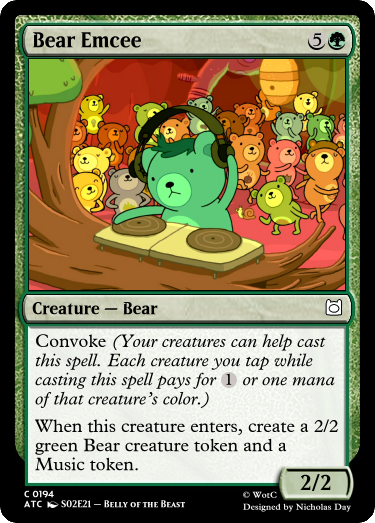 Bear Emcee 5
Creature — Bear
Convoke (Your creatures can help cast
this spell. Each creature you tap while
casting this spell pays for 1 or one mana
of that creature's color.)
When this creature enters, create a 2/2
green Bear creature token and a
Music token.
2/2
C 0194
ATC S02E21 – Belly of the Beast
© WotC
Designed by Nicholas Day